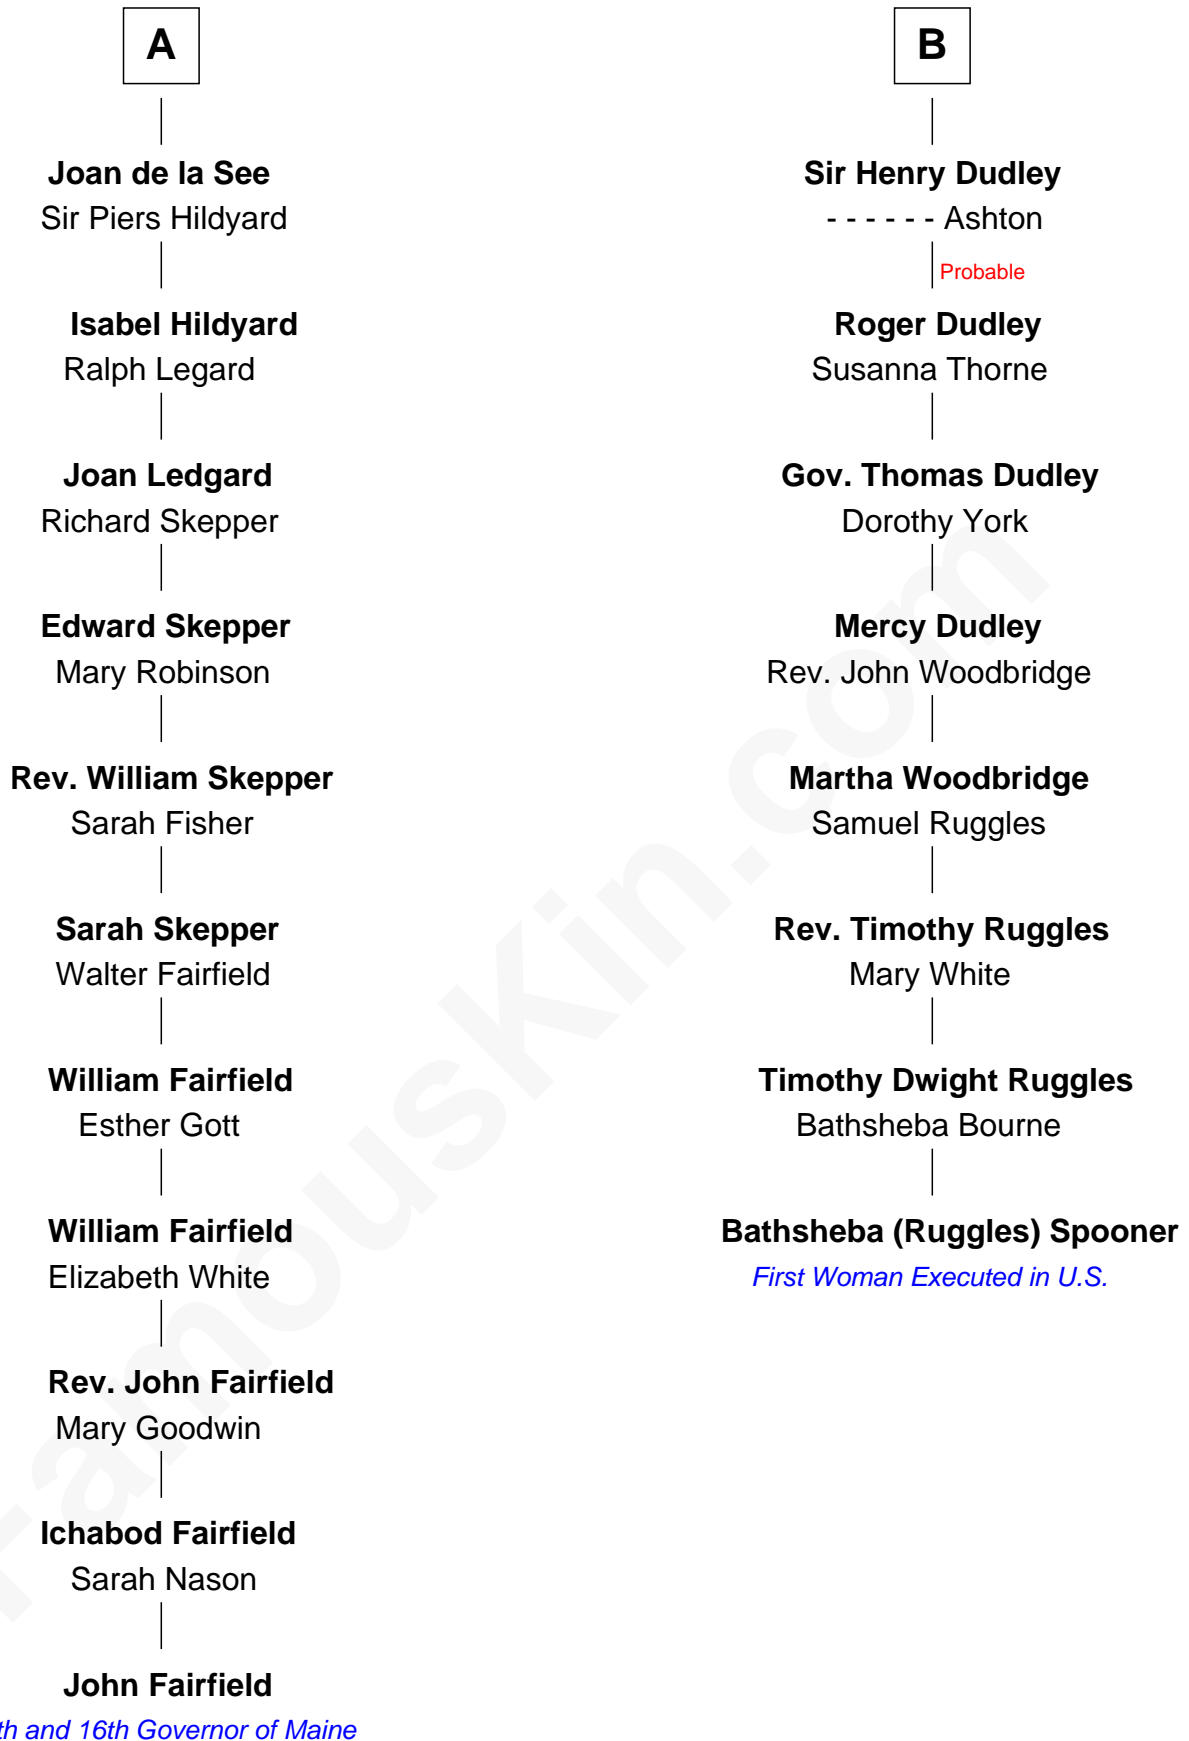 A
Joan de la See
Sir Piers Hildyard
Isabel Hildyard
Ralph Legard
Joan Ledgard
Richard Skepper
Edward Skepper
Mary Robinson
Rev. William Skepper
Sarah Fisher
Sarah Skepper
Walter Fairfield
William Fairfield
Esther Gott
William Fairfield
Elizabeth White
Rev. John Fairfield
Mary Goodwin
Ichabod Fairfield
Sarah Nason
John Fairfield
th and 16th Governor of Maine
B
Sir Henry Dudley
- - - - - - Ashton
Probable
Roger Dudley
Susanna Thorne
Gov. Thomas Dudley
Dorothy York
Mercy Dudley
Rev. John Woodbridge
Martha Woodbridge
Samuel Ruggles
Rev. Timothy Ruggles
Mary White
Timothy Dwight Ruggles
Bathsheba Bourne
Bathsheba (Ruggles) Spooner
First Woman Executed in U.S.
FamousKin.com